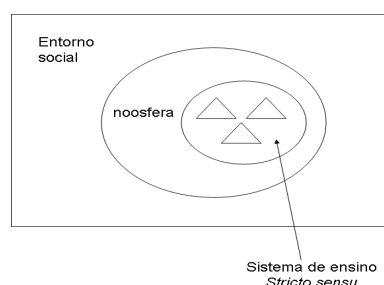 Entorno
social
noosfera
Sistema de ensino
Stricto sensu